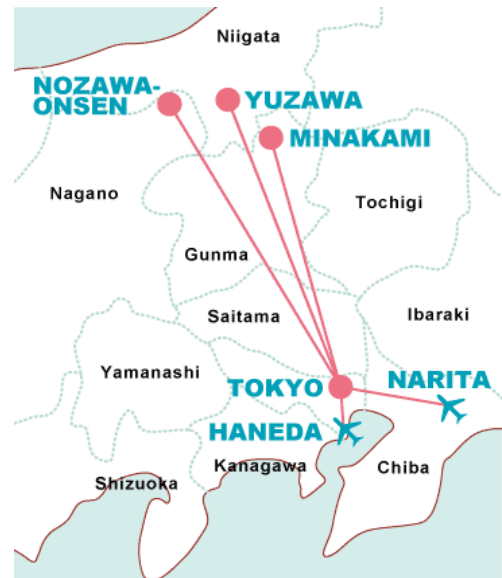 Niigata
NOZAWA-
ONSEN
YUZAWA
MINAKAMI
Nagano
Tochigi
Gunma
Saitama
Ibaraki
Yamanashi
TOKYO
NARITA
HANEDA
Kanagawa
Chiba
Shizuoka